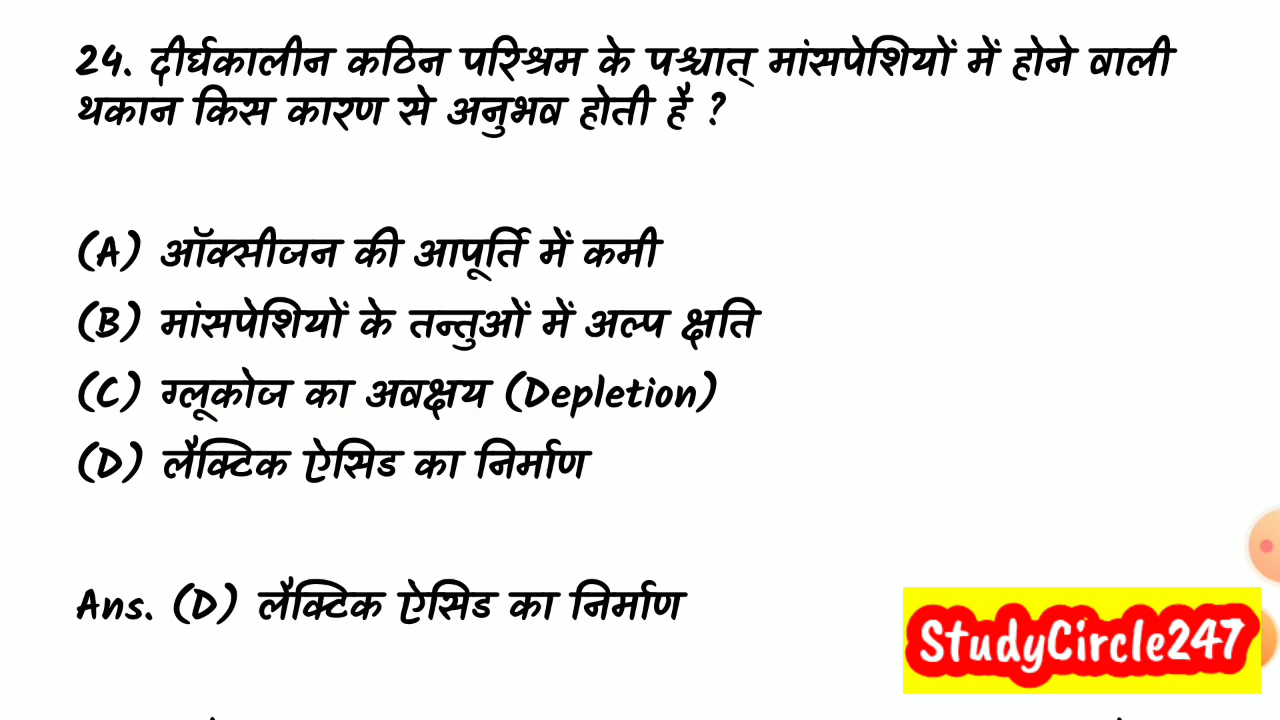 24. दीर्घकालीन कठिन परिश्रम के पश्चात् मांसपेशियों में होने वाली
थकान किस कारण से अनुभव होती है ?
(A) ऑक्सीजन की आपूर्ति में कमी
(B) मांसपेशियों के तन्तुओं में अल्प क्षति
(C) ग्लूकोज का अवक्षय (Depletion)
(D) लैक्टिक ऐसिड का निर्माण
Ans. (D) लैक्टिक ऐसिड का निर्माण
StudyCircle247